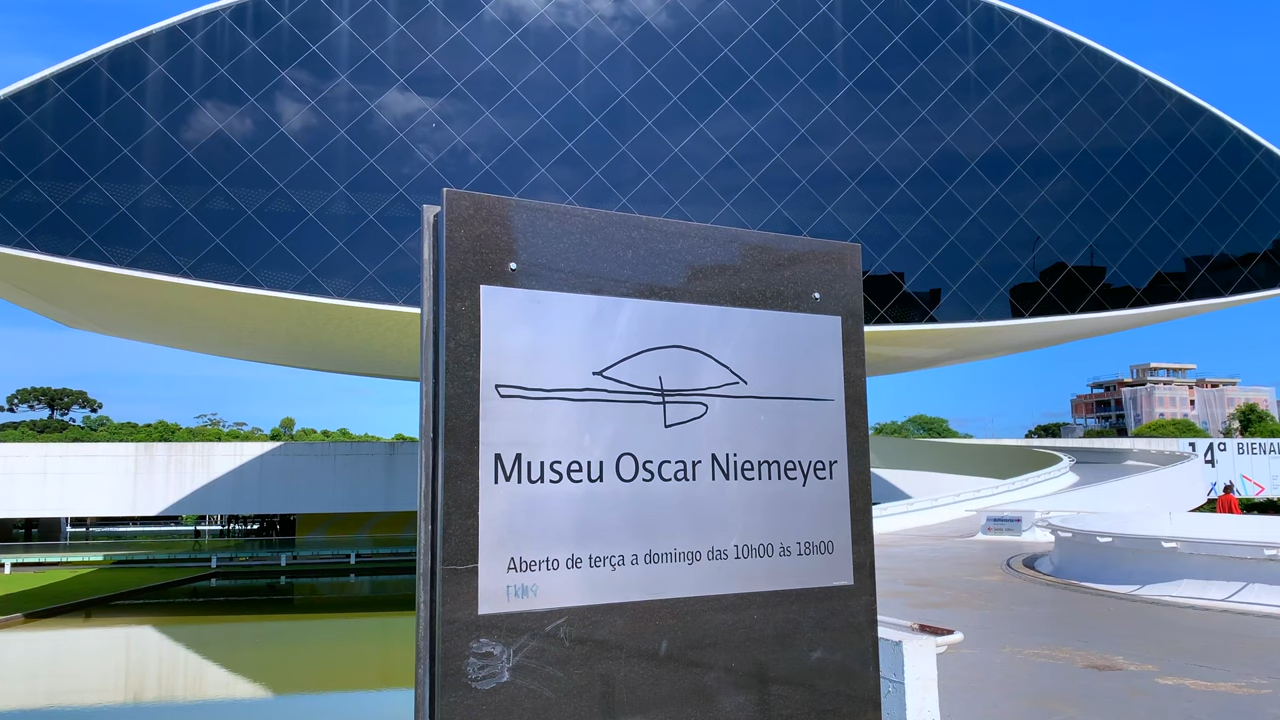 Museu Oscar Niemeyer
Aberto de terça a domingo das 10h00 às 18h00
14ª BIENAL